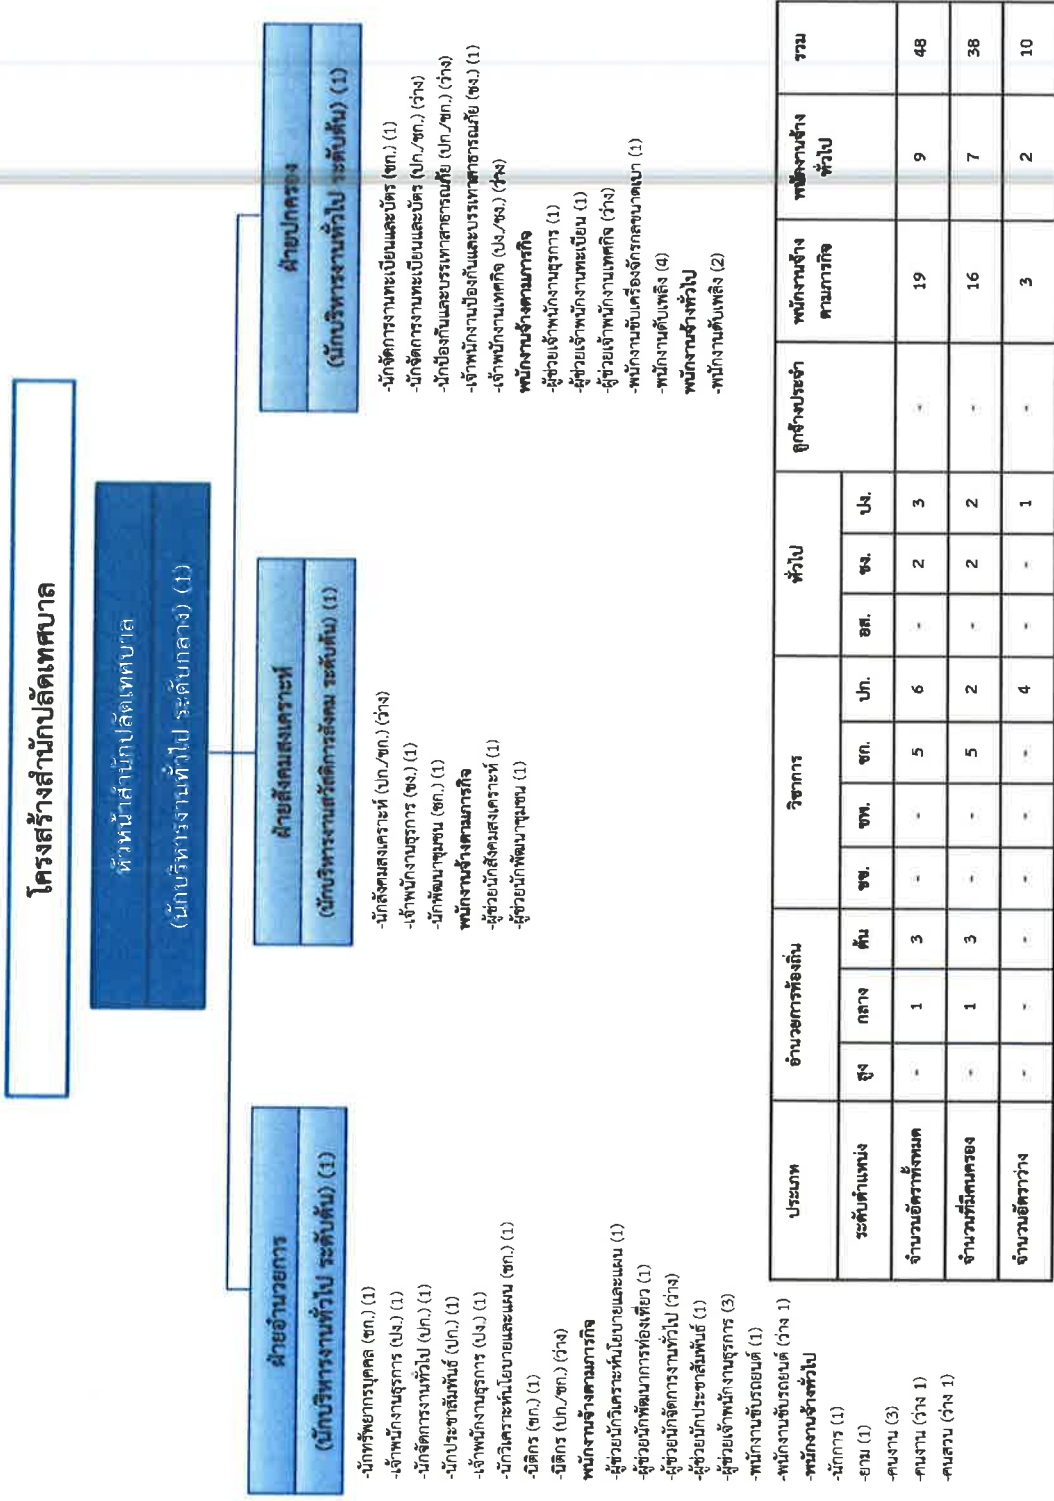 โครงสร้างสำนักปลัดเทศบาล
หัวหน้าสำนักปลัดเทศบาล
(นักบริหารงานทั่วไป ระดับกลาง) (1)
ฝ่ายอำนวยการ
(นักบริหารงานทั่วไป ระดับต้น) (1)
-นักทรัพยากรบุคคล (ชก.) (1)
-เจ้าพนักงานธุรการ (ปง.) (1)
-นักจัดการงานทั่วไป (ปก.) (1)
-นักประชาสัมพันธ์ (ปก.) (1)
-เจ้าพนักงานธุรการ (ปง.) (1)
-นักวิเคราะห์นโยบายและแผน (ชก.) (1)
-นิติกร (ชก.) (1)
-นิติกร (ปก./ชก.) (ว่าง)
พนักงานจ้างตามภารกิจ
-ผู้ช่วยนักวิเคราะห์นโยบายและแผน (1)
-ผู้ช่วยนักพัฒนาการท่องเที่ยว (1)
-ผู้ช่วยนักจัดการงานทั่วไป (ว่าง)
-ผู้ช่วยนักประชาสัมพันธ์ (1)
-ผู้ช่วยเจ้าพนักงานธุรการ (3)
-พนักงานขับรถยนต์ (1)
-พนักงานขับรถยนต์ (ว่าง 1)
-พนักงานจ้างทั่วไป
-นักการ (1)
-ยาม (1)
-คนงาน (3)
-คนงาน (ว่าง 1)
-คนสวน (ว่าง 1)
ฝ่ายสังคมสงเคราะห์
(นักบริหารงานสวัสดิการสังคม ระดับต้น) (1)
-นักสังคมสงเคราะห์ (ปก./ชก.) (ว่าง)
-เจ้าพนักงานธุรการ (ชง.) (1)
-นักพัฒนาชุมชน (ชก.) (1)
พนักงานจ้างตามภารกิจ
-ผู้ช่วยนักสังคมสงเคราะห์ (1)
-ผู้ช่วยนักพัฒนาชุมชน (1)
ฝ่ายปกครอง
(นักบริหารงานทั่วไป ระดับต้น) (1)
-นักจัดการงานทะเบียนและบัตร (ชก.) (1)
-นักจัดการงานทะเบียนและบัตร (ปก./ชก.) (ว่าง)
-นักป้องกันและบรรเทาสาธารณภัย (ปก./ชก.) (ว่าง)
-เจ้าพนักงานป้องกันและบรรเทาสาธารณภัย (ชง.) (1)
-เจ้าพนักงานเทศกิจ (ปง./ชง.) (ว่าง)
พนักงานจ้างตามภารกิจ
-ผู้ช่วยเจ้าพนักงานธุรการ (1)
-ผู้ช่วยเจ้าพนักงานทะเบียน (1)
-ผู้ช่วยเจ้าพนักงานเทศกิจ (ว่าง)
-พนักงานขับเครื่องจักรกลขนาดเบา (1)
-พนักงานดับเพลิง (4)
พนักงานจ้างทั่วไป
-พนักงานดับเพลิง (2)
ประเภท อำนวยการท้องถิ่น วิชาการ ทั่วไป ลูกจ้างประจำ พนักงานจ้างตามภารกิจ พนักงานจ้างทั่วไป รวม
ระดับตำแหน่ง สูง กลาง ต้น ชช. ชพ. ชก. ปก. อส. ชง. ปง.
จำนวนอัตราทั้งหมด - 1 3 - - 5 6 - 2 3 - 19 9 48
จำนวนที่มีคนครอง - 1 3 - - 5 2 - 2 2 - 16 7 38
จำนวนอัตราว่าง - - - - - - 4 - - 1 - 3 2 10